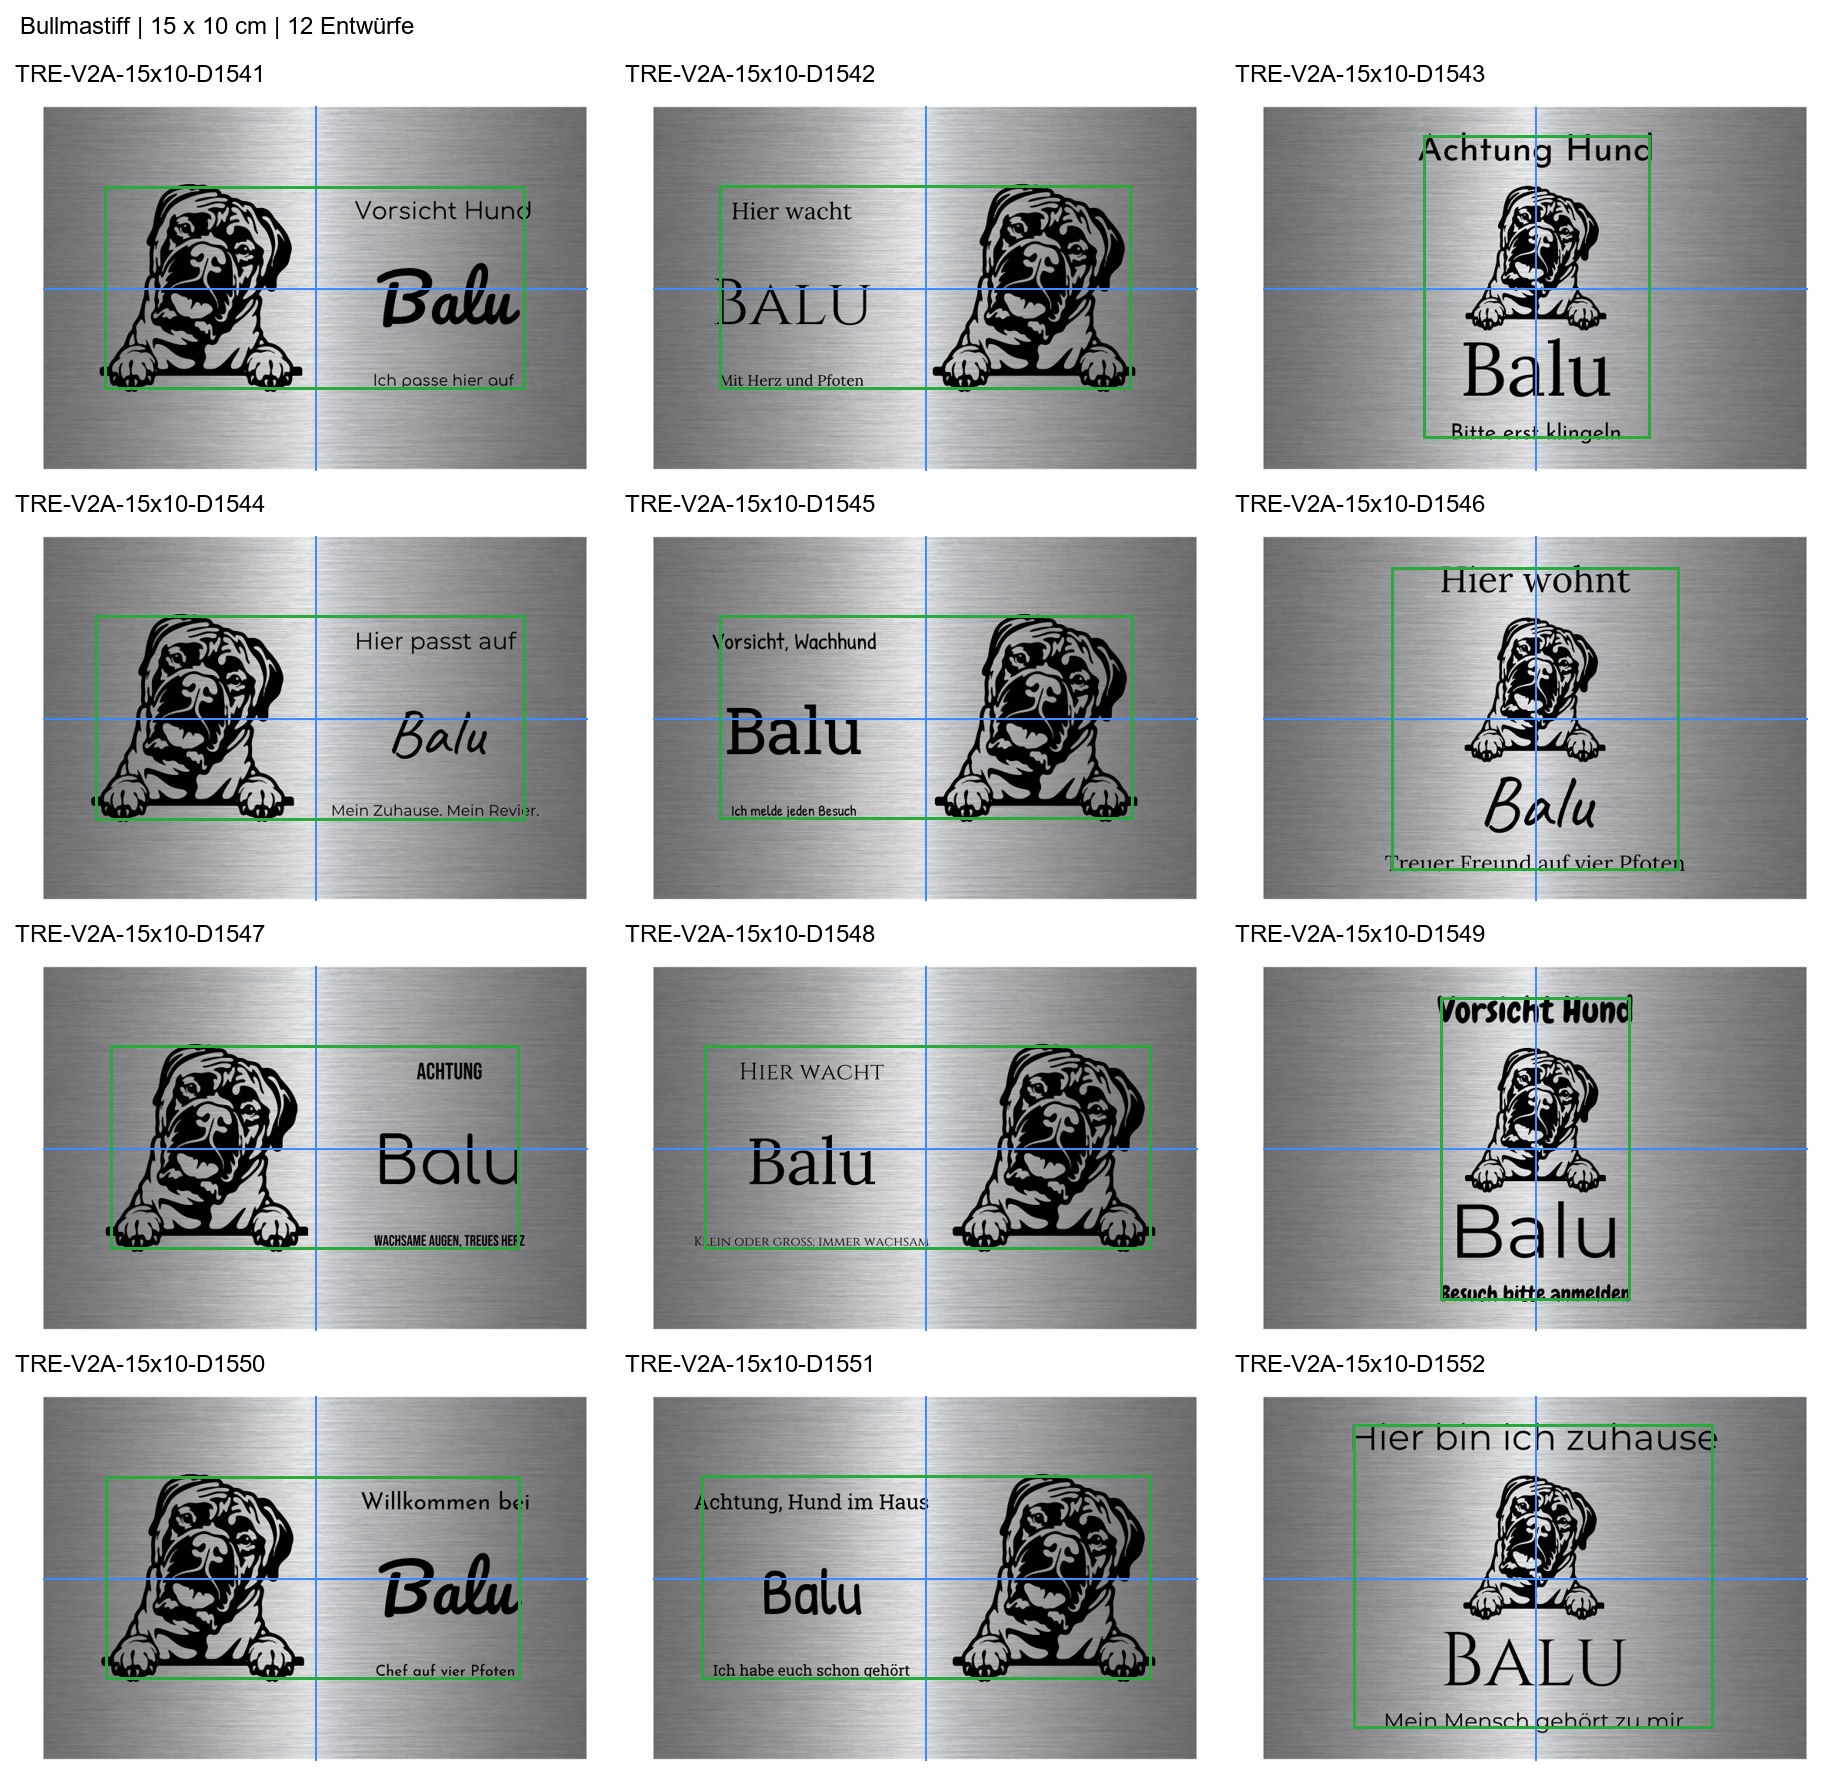 Bullmastiff | 15 x 10 cm | 12 Entwürfe
TRE-V2A-15x10-D1541
Vorsicht Hund
Balu
Ich passe hier auf
TRE-V2A-15x10-D1542
Hier wacht
BALU
Mit Herz und Pfoten
TRE-V2A-15x10-D1543
Achtung Hund
Balu
Bitte erst klingeln
TRE-V2A-15x10-D1544
Hier passt auf
Balu
Mein Zuhause. Mein Revier.
TRE-V2A-15x10-D1545
Vorsicht, Wachhund
Balu
Ich melde jeden Besuch
TRE-V2A-15x10-D1546
Hier wohnt
Balu
Treuer Freund auf vier Pfoten
TRE-V2A-15x10-D1547
ACHTUNG
Balu
WACHSAME AUGEN, TREUES HERZ
TRE-V2A-15x10-D1548
HIER WACHT
Balu
KLEIN ODER GROSS: IMMER WACHSAM
TRE-V2A-15x10-D1549
Vorsicht Hund
Balu
Besuch bitte anmelden
TRE-V2A-15x10-D1550
Willkommen bei
Balu
Chef auf vier Pfoten
TRE-V2A-15x10-D1551
Achtung, Hund im Haus
Balu
Ich habe euch schon gehört
TRE-V2A-15x10-D1552
Hier bin ich zuhause
BALU
Mein Mensch gehört zu mir